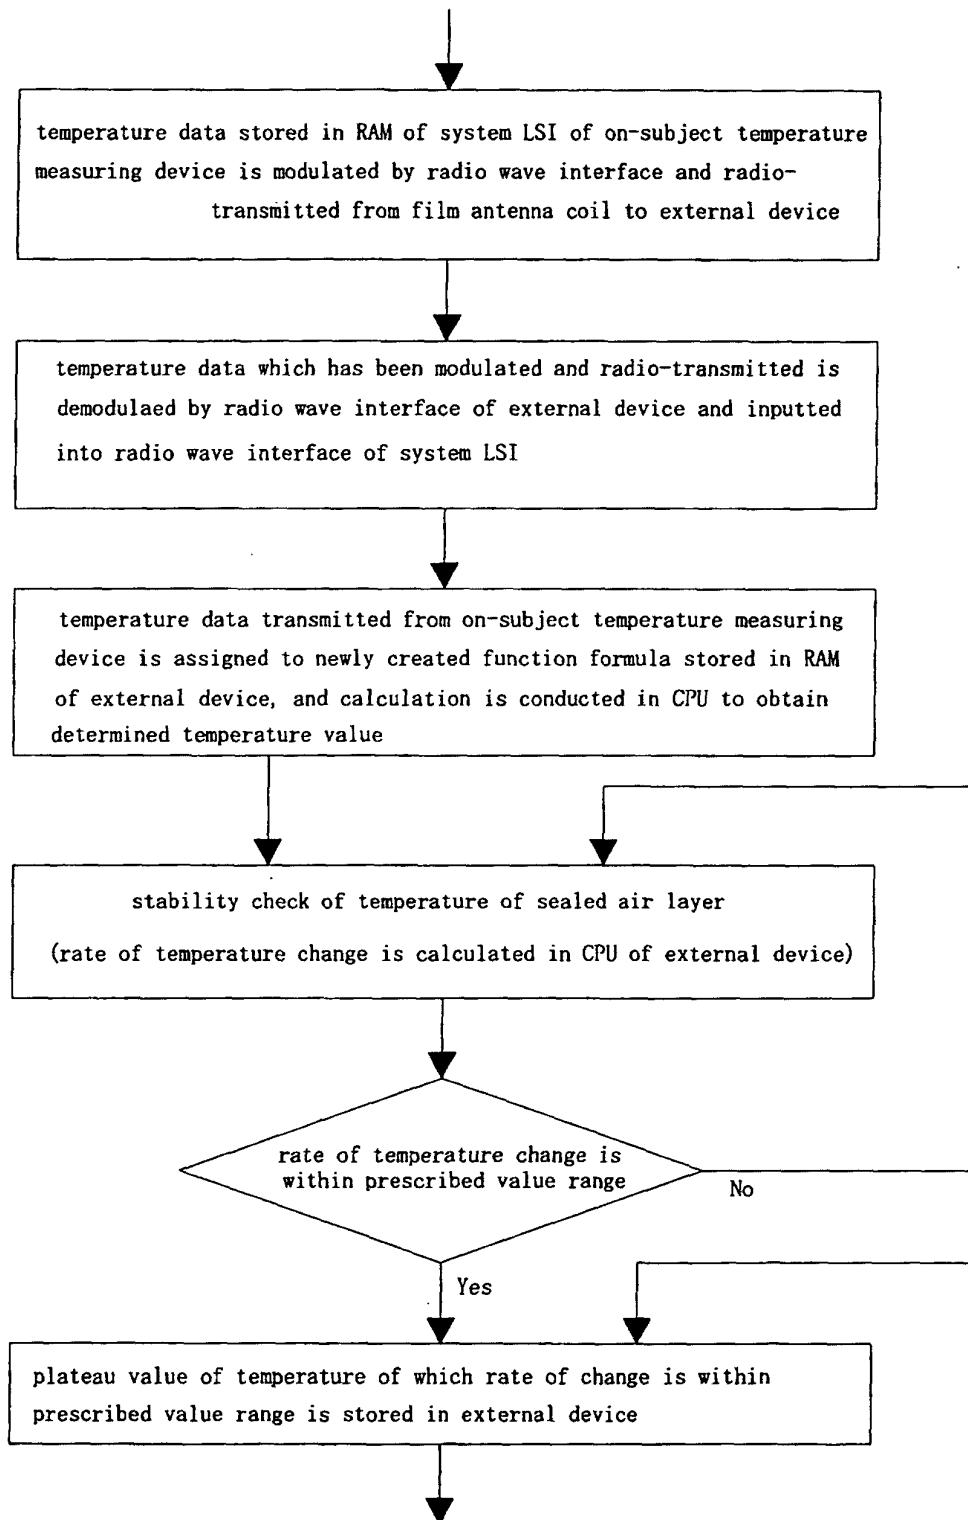 temperature data stored in RAM of system LSI of on-subject temperature
measuring device is modulated by radio wave interface and radio-
transmitted from film antenna coil to external device
temperature data which has been modulated and radio-transmitted is
demodulaed by radio wave interface of external device and inputted
into radio wave interface of system LSI
temperature data transmitted from on-subject temperature measuring
device is assigned to newly created function formula stored in RAM
of external device, and calculation is conducted in CPU to obtain
determined temperature value
stability check of temperature of sealed air layer
(rate of temperature change is calculated in CPU of external device)
rate of temperature change is
within prescribed value range
No
Yes
plateau value of temperature of which rate of change is within
prescribed value range is stored in external device